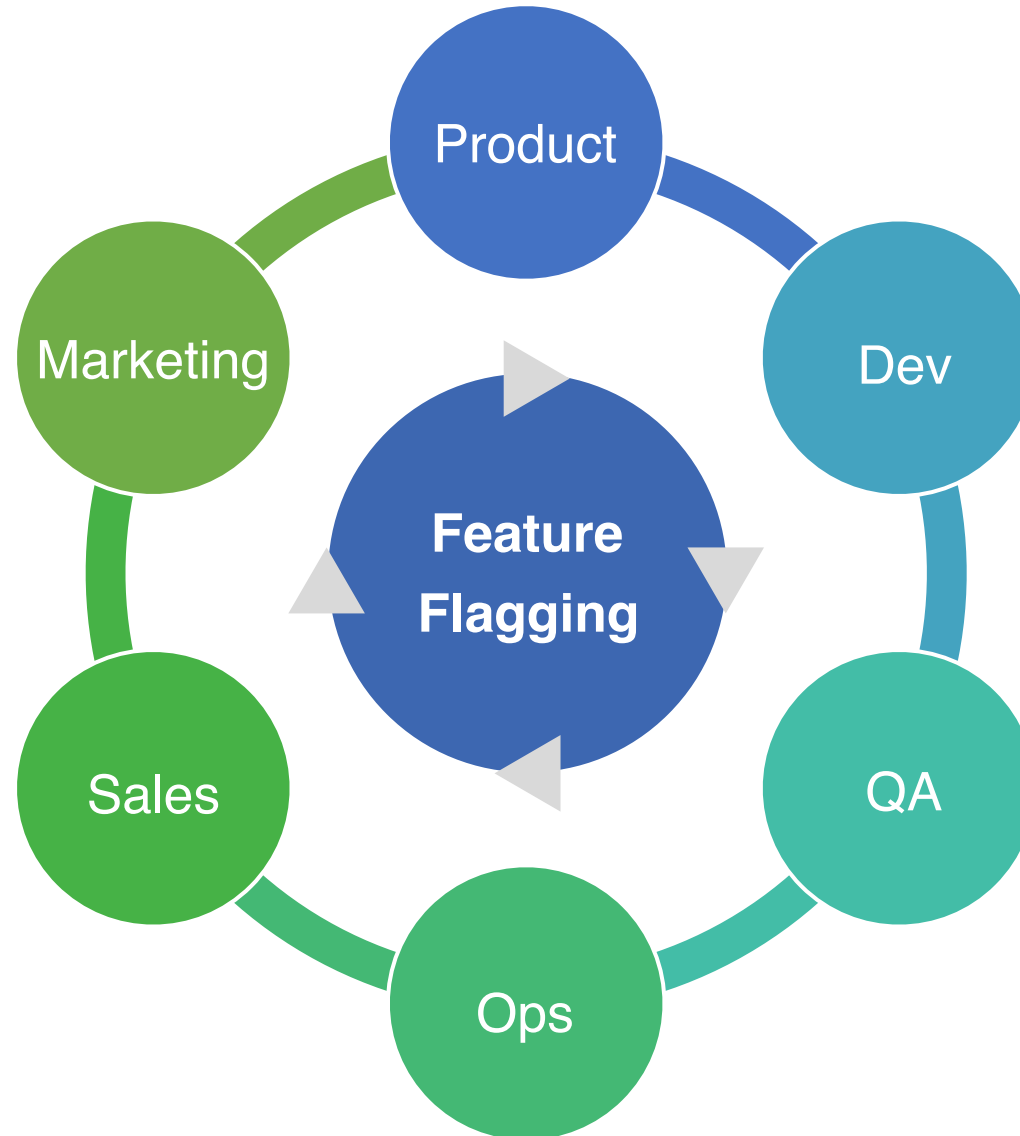 Product
Marketing
Dev
Feature
Flagging
Sales
QA
Ops